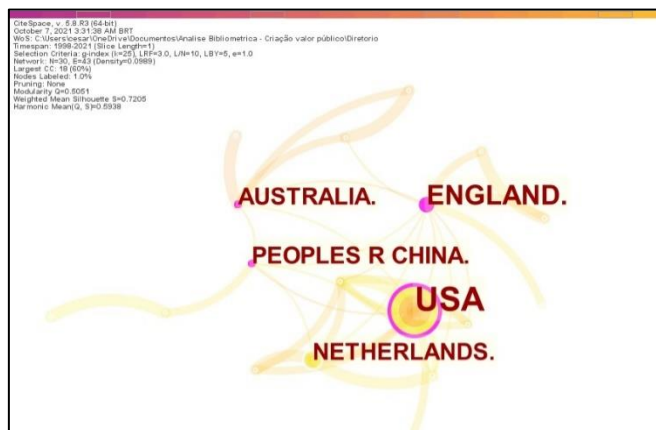 CiteSpace, v. 5.8.R3 (64-bit)
October 7, 2021 3:31:38 AM BRT
WoS: C:\Users\cesar\OneDrive\Documentos\Analise Bibliometrica - Criação valor público\Diretorio
Timespan: 1998-2021 (Slice Length=1)
Selection Criteria: g-index (k=25), LRF=3.0, L/N=10, LBY=5, e=1.0
Network: N=30, E=43 (Density=0.0989)
Largest CC: 18 (60%)
Nodes Labeled: 1.0%
Pruning: None
Modularity Q=0.5051
Weighted Mean Silhouette S=0.7205
Harmonic Mean(Q, S)=0.5938
AUSTRALIA.
ENGLAND.
PEOPLES R CHINA.
USA
NETHERLANDS.